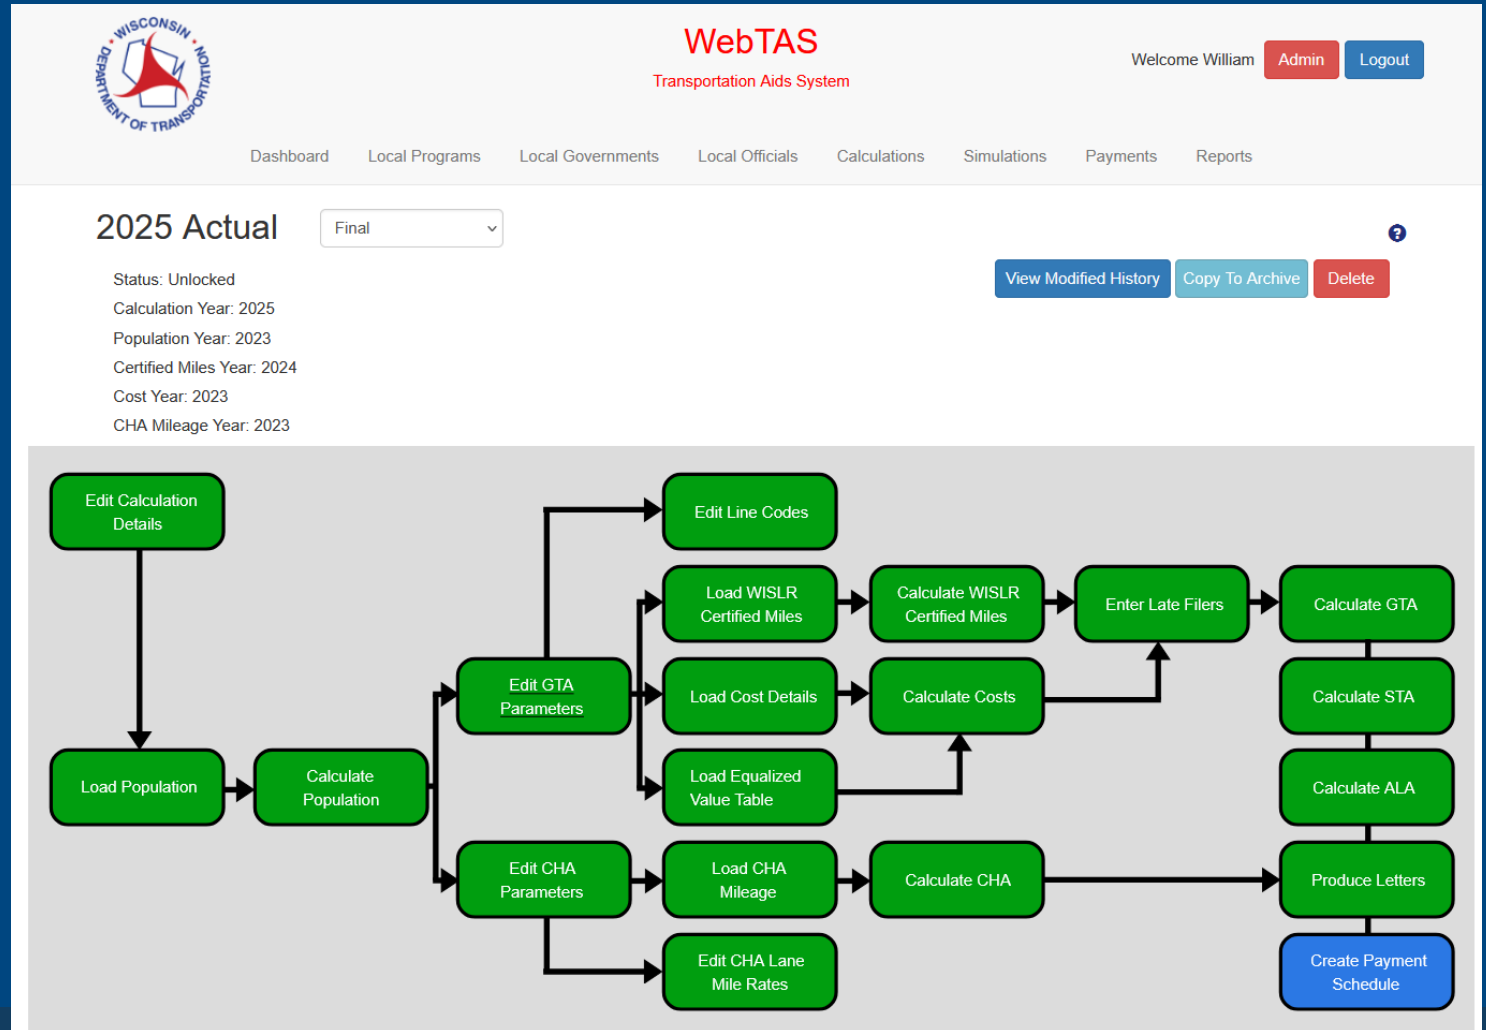 WISCONSIN
DEPARTMENT OF TRANSPORTATION
WebTAS
Transportation Aids System
Welcome William
Admin
Logout
Dashboard
Local Programs
Local Governments
Local Officials
Calculations
Simulations
Payments
Reports
2025 Actual
Final
?
Status: Unlocked
Calculation Year: 2025
Population Year: 2023
Certified Miles Year: 2024
Cost Year: 2023
CHA Mileage Year: 2023
View Modified History
Copy To Archive
Delete
Edit Calculation
Details
Load Population
Calculate
Population
Edit GTA
Parameters
Edit CHA
Parameters
Edit Line Codes
Load WISLR
Certified Miles
Load Cost Details
Load Equalized
Value Table
Load CHA
Mileage
Edit CHA Lane
Mile Rates
Calculate WISLR
Certified Miles
Calculate Costs
Calculate CHA
Enter Late Filers
Calculate GTA
Calculate STA
Calculate ALA
Produce Letters
Create Payment
Schedule